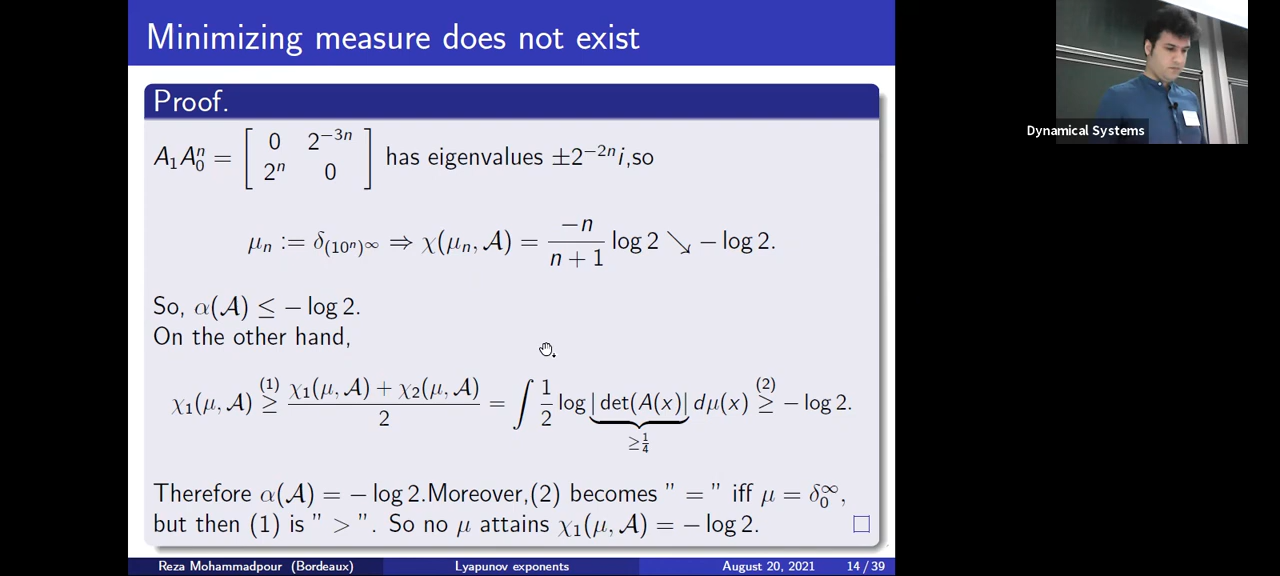 Minimizing measure does not exist
Proof.
A₁A₀ⁿ = [ 0 2⁻³ⁿ ; 2ⁿ 0 ] has eigenvalues ±2⁻²ⁿi,so
μₙ := δ_{(10ⁿ)^∞} ⇒ χ(μₙ, 𝒜) = −n/(n + 1) log 2 ↘ − log 2.
So, α(𝒜) ≤ − log 2.
On the other hand,
χ₁(μ, 𝒜) ≥⁽¹⁾ (χ₁(μ, 𝒜) + χ₂(μ, 𝒜))/2 = ∫ 1/2 log | det(A(x)| dμ(x) ≥⁽²⁾ − log 2.
≥ 1/4
Therefore α(𝒜) = − log 2.Moreover,(2) becomes " = " iff μ = δ₀^∞,
but then (1) is " > ". So no μ attains χ₁(μ, 𝒜) = − log 2. □
Reza Mohammadpour (Bordeaux) Lyapunov exponents August 20, 2021 14 / 39
Dynamical Systems